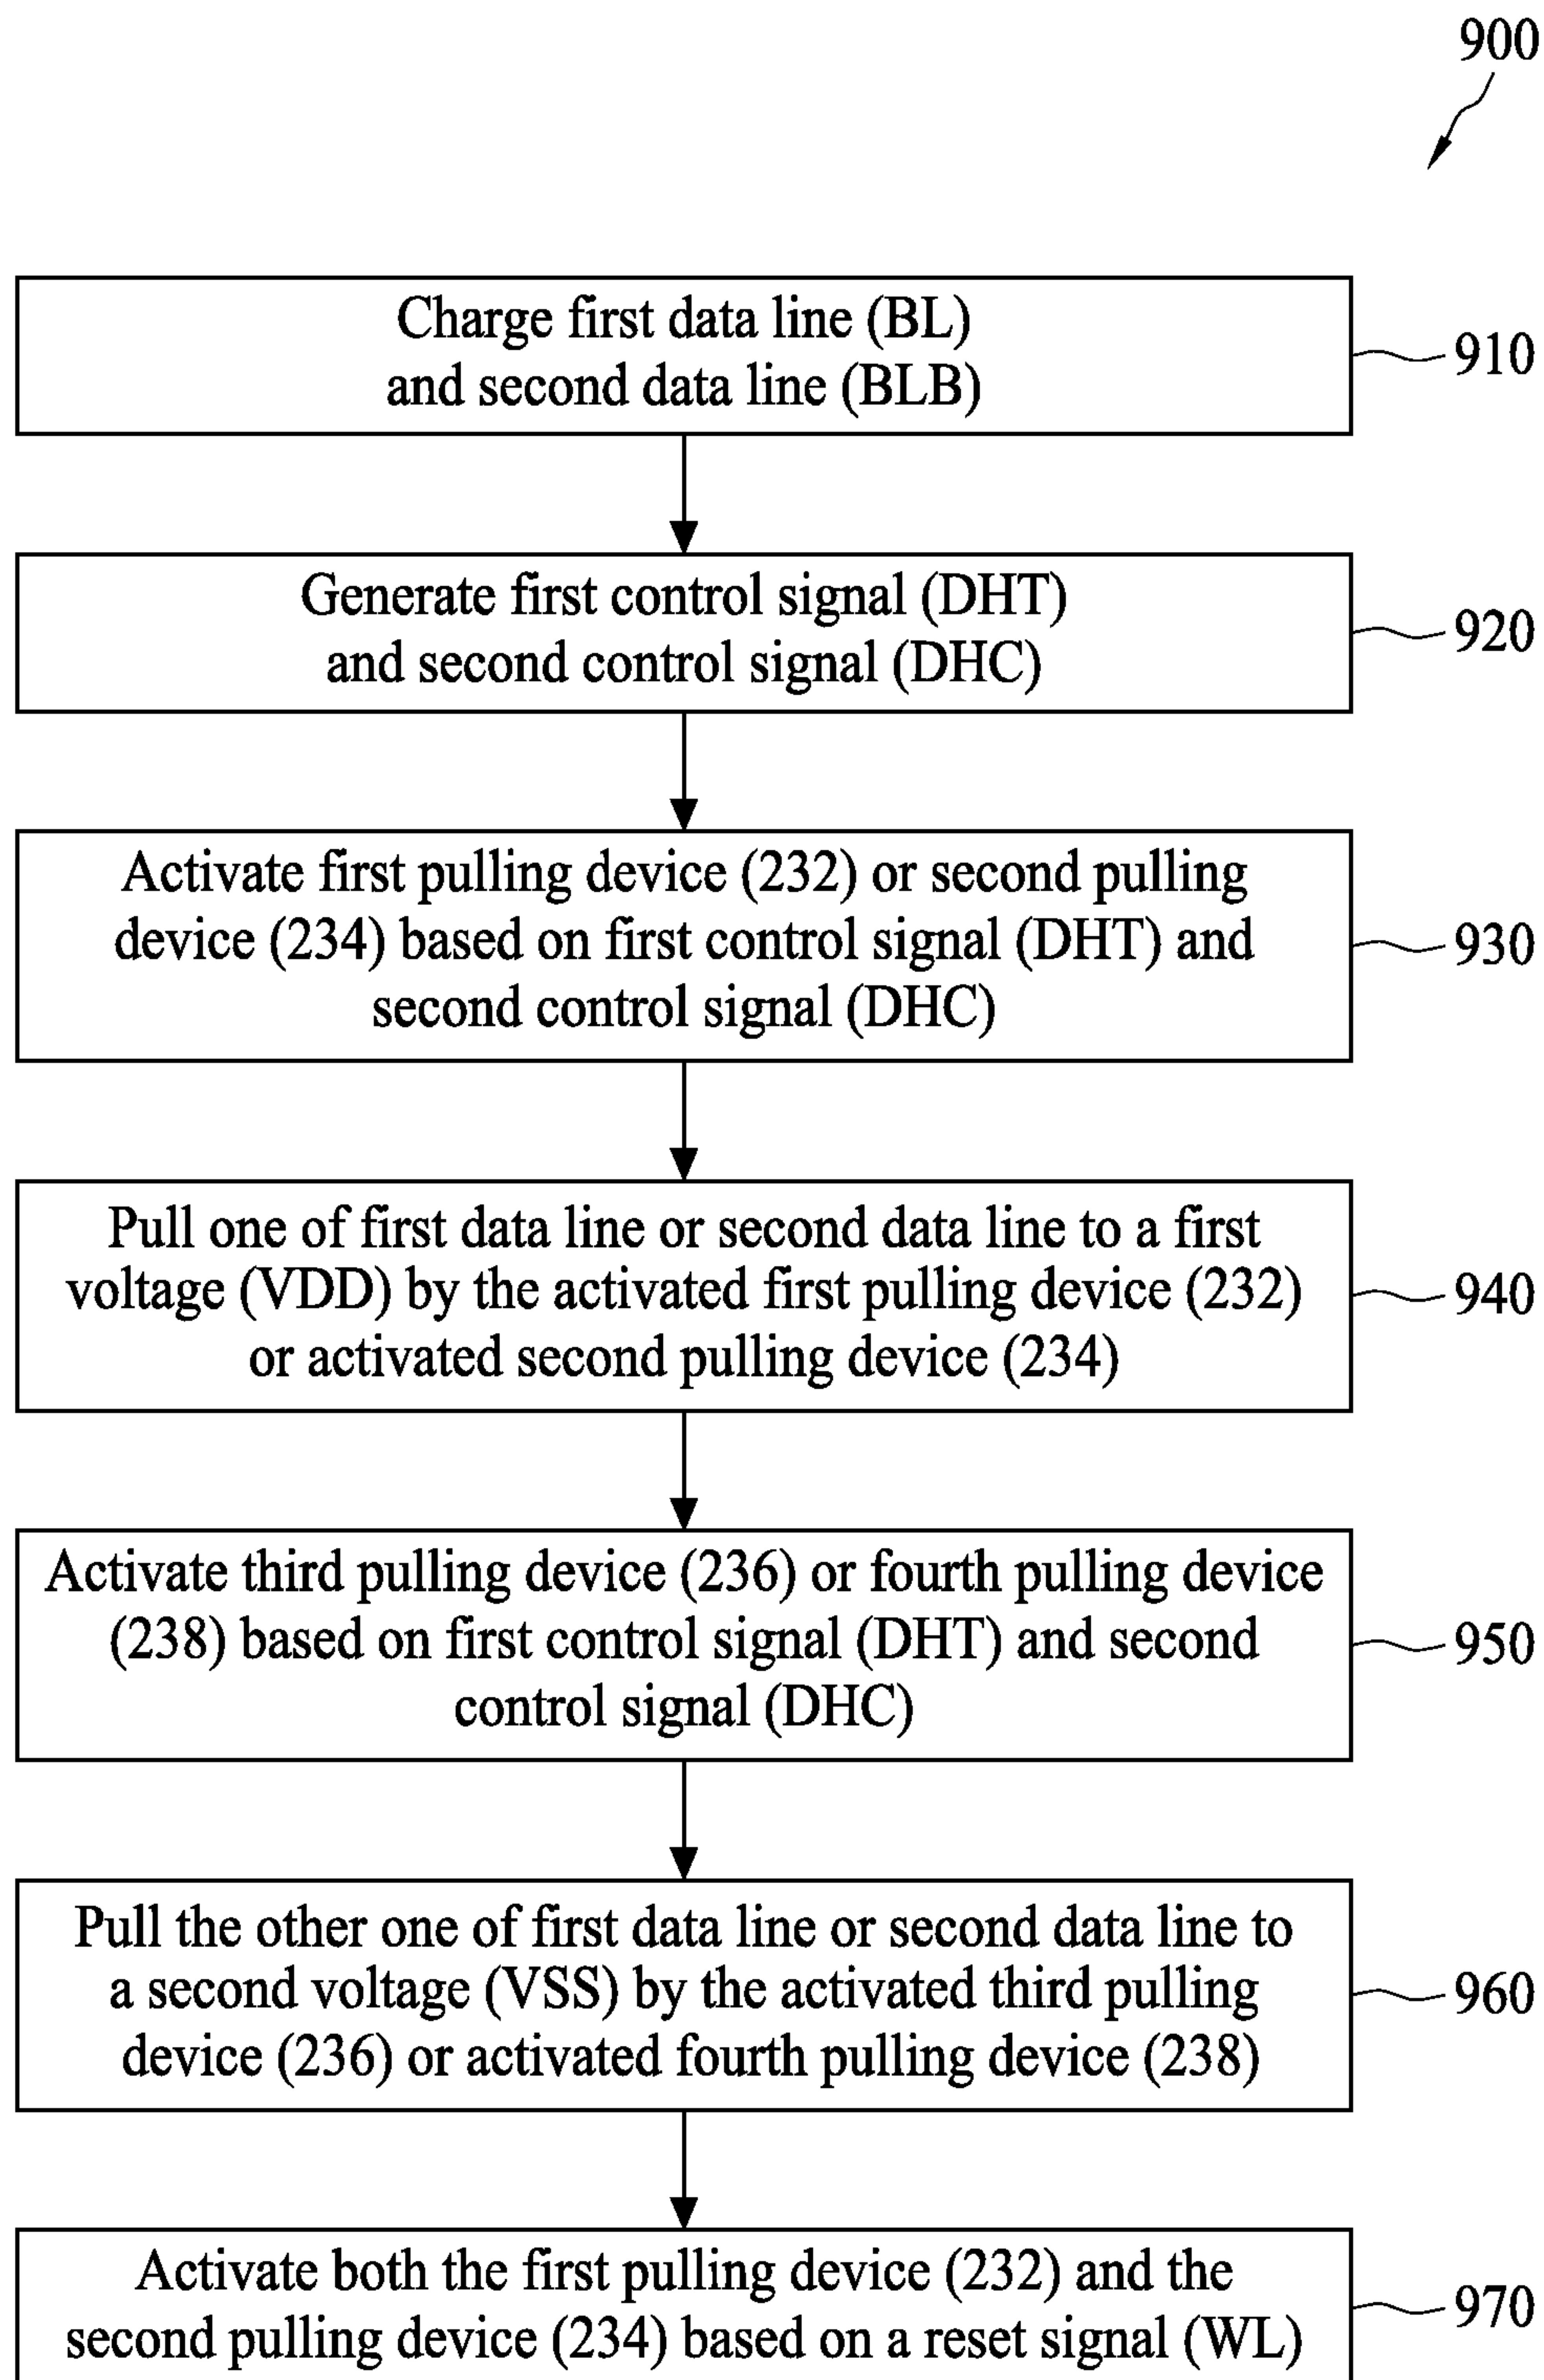 900
Charge first data line (BL)
and second data line (BLB)
910
Generate first control signal (DHT)
and second control signal (DHC)
920
Activate first pulling device (232) or second pulling
device (234) based on first control signal (DHT) and
second control signal (DHC)
930
Pull one of first data line or second data line to a first
voltage (VDD) by the activated first pulling device (232)
or activated second pulling device (234)
940
Activate third pulling device (236) or fourth pulling device
(238) based on first control signal (DHT) and second
control signal (DHC)
950
Pull the other one of first data line or second data line to
a second voltage (VSS) by the activated third pulling
device (236) or activated fourth pulling device (238)
960
Activate both the first pulling device (232) and the
second pulling device (234) based on a reset signal (WL)
970